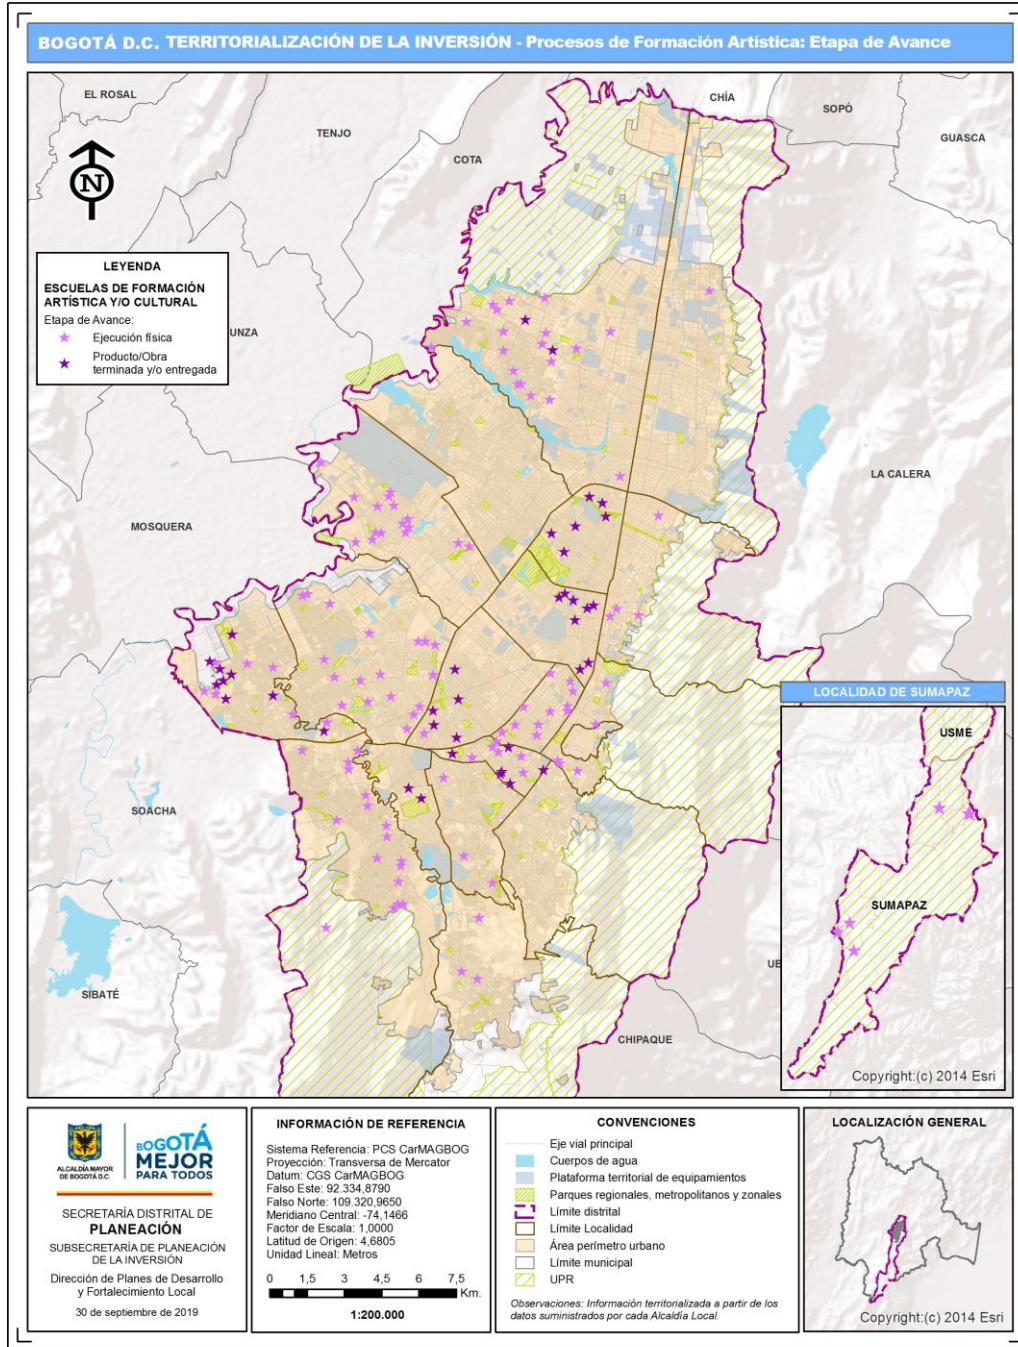 BOGOTÁ D.C. TERRITORIALIZACIÓN DE LA INVERSIÓN - Procesos de Formación Artística: Etapa de Avance
EL ROSAL
TENJO
COTA
CHÍA
SOPÓ
GUASCA
N
LEYENDA
ESCUELAS DE FORMACIÓN
ARTÍSTICA Y/O CULTURAL
Etapa de Avance:
Ejecución física
Producto/Obra
terminada y/o entregada
UNZA
LA CALERA
MOSQUERA
SOACHA
SIBATÉ
CHIPAQUE
UB
LOCALIDAD DE SUMAPAZ
USME
SUMAPAZ
Copyright:(c) 2014 Esri
ALCALDÍA MAYOR
DE BOGOTÁ D.C.
BOGOTÁ
MEJOR
PARA TODOS
SECRETARÍA DISTRITAL DE
PLANEACIÓN
SUBSECRETARÍA DE PLANEACIÓN
DE LA INVERSIÓN
Dirección de Planes de Desarrollo
y Fortalecimiento Local
30 de septiembre de 2019
INFORMACIÓN DE REFERENCIA
Sistema Referencia: PCS CarMAGBOG
Proyección: Transversa de Mercator
Datum: CGS CarMAGBOG
Falso Este: 92.334,8790
Falso Norte: 109.320,9650
Meridiano Central: -74,1466
Factor de Escala: 1,0000
Latitud de Origen: 4,6805
Unidad Lineal: Metros
0 1,5 3 4,5 6 7,5
Km.
1:200.000
CONVENCIONES
Eje vial principal
Cuerpos de agua
Plataforma territorial de equipamientos
Parques regionales, metropolitanos y zonales
Límite distrital
Límite Localidad
Área perímetro urbano
Límite municipal
UPR
Observaciones: Información territorializada a partir de los
datos suministrados por cada Alcaldía Local.
LOCALIZACIÓN GENERAL
Copyright:(c) 2014 Esri